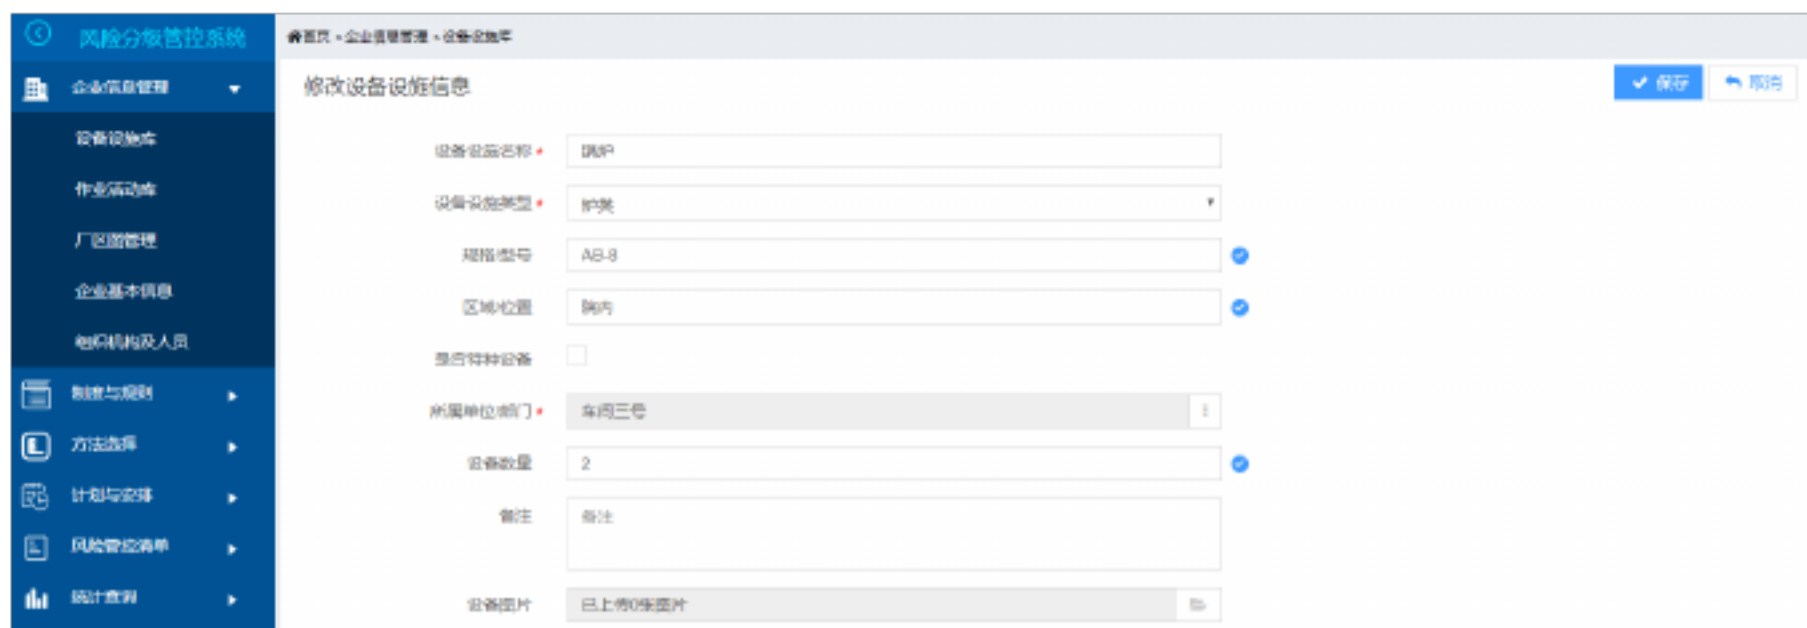 风险分级管控系统
首页 » 企业信息管理 » 设备设施库
企业信息管理
修改设备设施信息
保存
取消
设备设施库
作业活动库
厂区图管理
企业基本信息
组织机构及人员
制度与规则
方法选择
计划与安排
风险管控清单
统计查询
设备设施名称 * 锅炉
设备设施类型 * 炉类
规格/型号 AB-8
区域/位置 院内
是否特种设备
所属单位/部门 * 车间三号
设备数量 2
备注 备注
设备图片 已上传0张图片